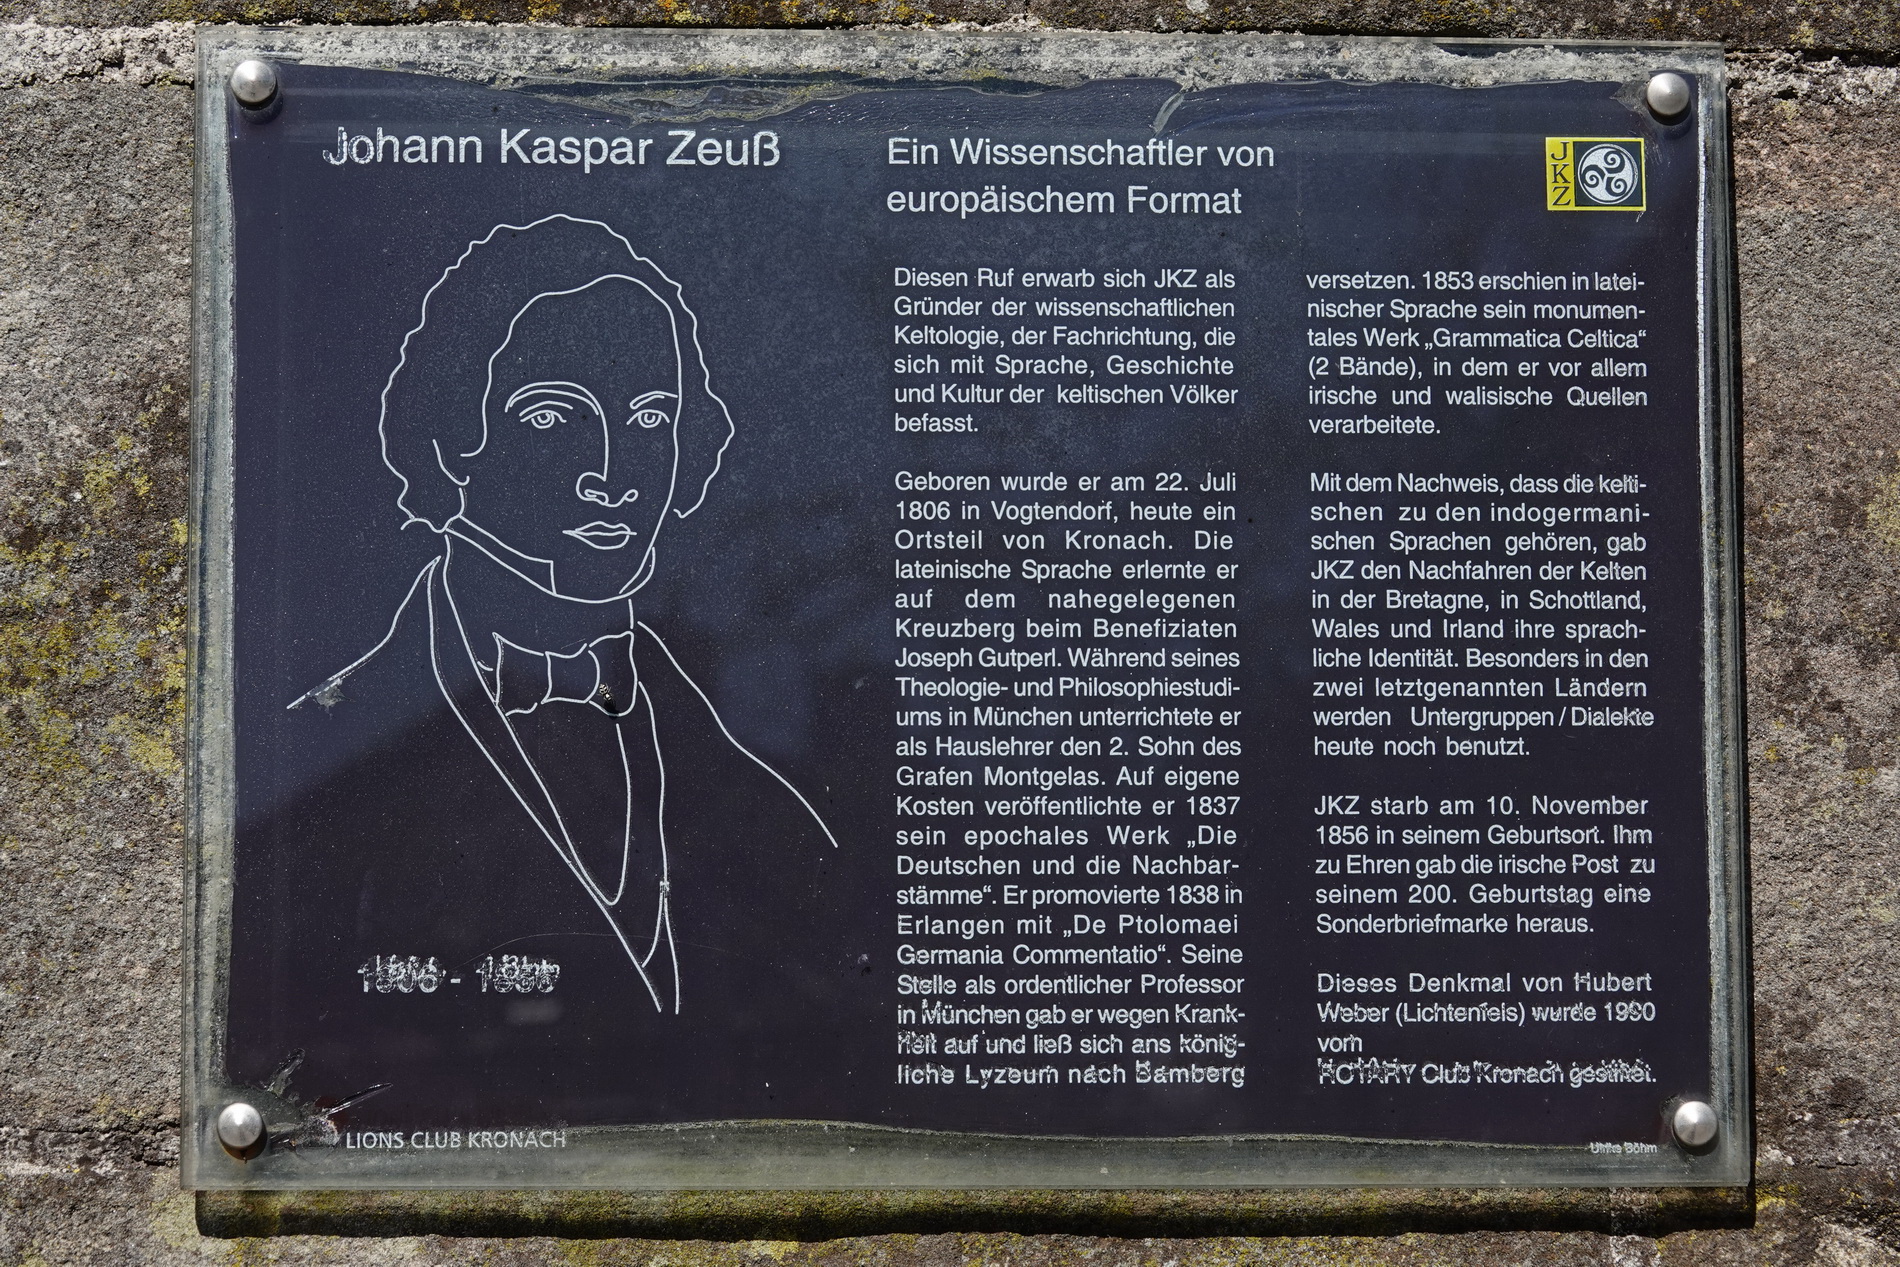 Johann Kaspar Zeuß
1806 - 1856
LIONS CLUB KRONACH
Ein Wissenschaftler von
europäischem Format
JKZ
Diesen Ruf erwarb sich JKZ als
Gründer der wissenschaftlichen
Keltologie, der Fachrichtung, die
sich mit Sprache, Geschichte
und Kultur der keltischen Völker
befasst.
Geboren wurde er am 22. Juli
1806 in Vogtendorf, heute ein
Ortsteil von Kronach. Die
lateinische Sprache erlernte er
auf dem nahegelegenen
Kreuzberg beim Benefiziaten
Joseph Gutperl. Während seines
Theologie- und Philosophiestudi-
ums in München unterrichtete er
als Hauslehrer den 2. Sohn des
Grafen Montgelas. Auf eigene
Kosten veröffentlichte er 1837
sein epochales Werk „Die
Deutschen und die Nachbar-
stämme“. Er promovierte 1838 in
Erlangen mit „De Ptolomaei
Germania Commentatio“. Seine
Stelle als ordentlicher Professor
in München gab er wegen Krank-
heit auf und ließ sich ans könig-
liche Lyzeum nach Bamberg
versetzen. 1853 erschien in latei-
nischer Sprache sein monumen-
tales Werk „Grammatica Celtica“
(2 Bände), in dem er vor allem
irische und walisische Quellen
verarbeitete.
Mit dem Nachweis, dass die kelti-
schen zu den indogermani-
schen Sprachen gehören, gab
JKZ den Nachfahren der Kelten
in der Bretagne, in Schottland,
Wales und Irland ihre sprach-
liche Identität. Besonders in den
zwei letztgenannten Ländern
werden Untergruppen / Dialekte
heute noch benutzt.
JKZ starb am 10. November
1856 in seinem Geburtsort. Ihm
zu Ehren gab die irische Post zu
seinem 200. Geburtstag eine
Sonderbriefmarke heraus.
Dieses Denkmal von Hubert
Weber (Lichtenfels) wurde 1990
vom
ROTARY Club Kronach gestiftet.
Ulrike Böhm